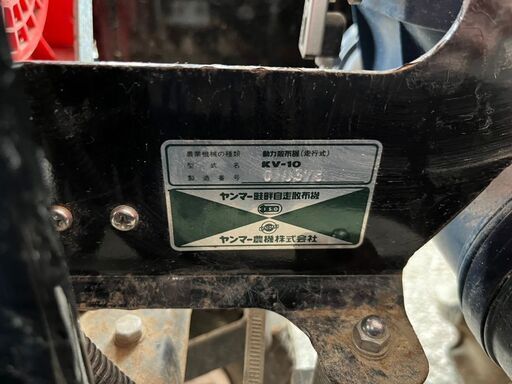 農業機械の種類 動力散布機(走行式)
型式名 KV-10
製造番号
ヤンマー畦畔自走散布機
ヤンマー農機株式会社